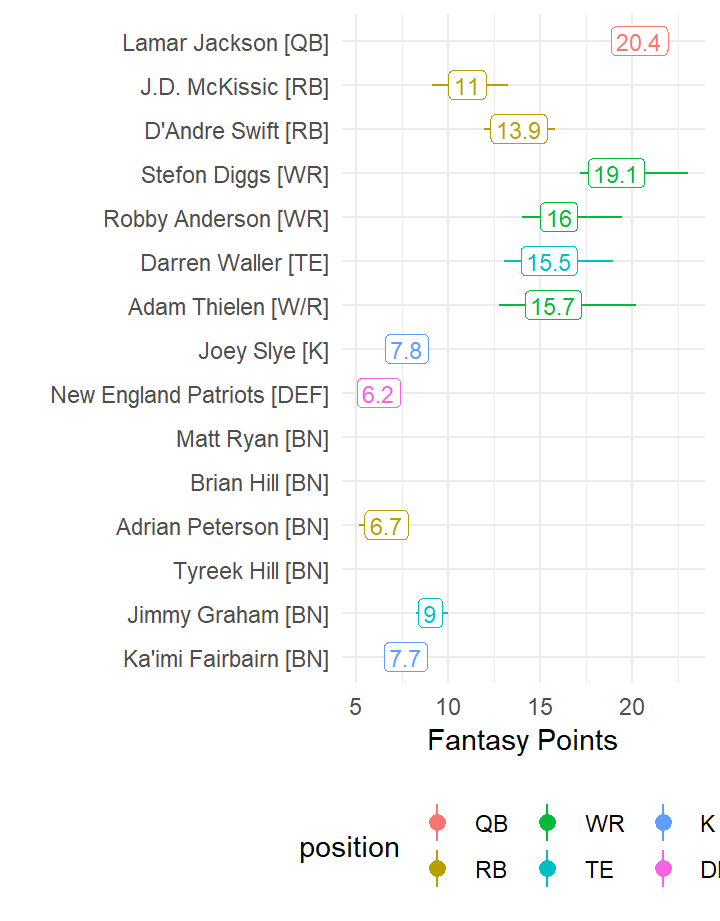 Lamar Jackson [QB] 20.4
J.D. McKissic [RB] 11
D'Andre Swift [RB] 13.9
Stefon Diggs [WR] 19.1
Robby Anderson [WR] 16
Darren Waller [TE] 15.5
Adam Thielen [W/R] 15.7
Joey Slye [K] 7.8
New England Patriots [DEF] 6.2
Matt Ryan [BN]
Brian Hill [BN]
Adrian Peterson [BN] 6.7
Tyreek Hill [BN]
Jimmy Graham [BN] 9
Ka'imi Fairbairn [BN] 7.7
5 10 15 20
Fantasy Points
position
QB WR K
RB TE